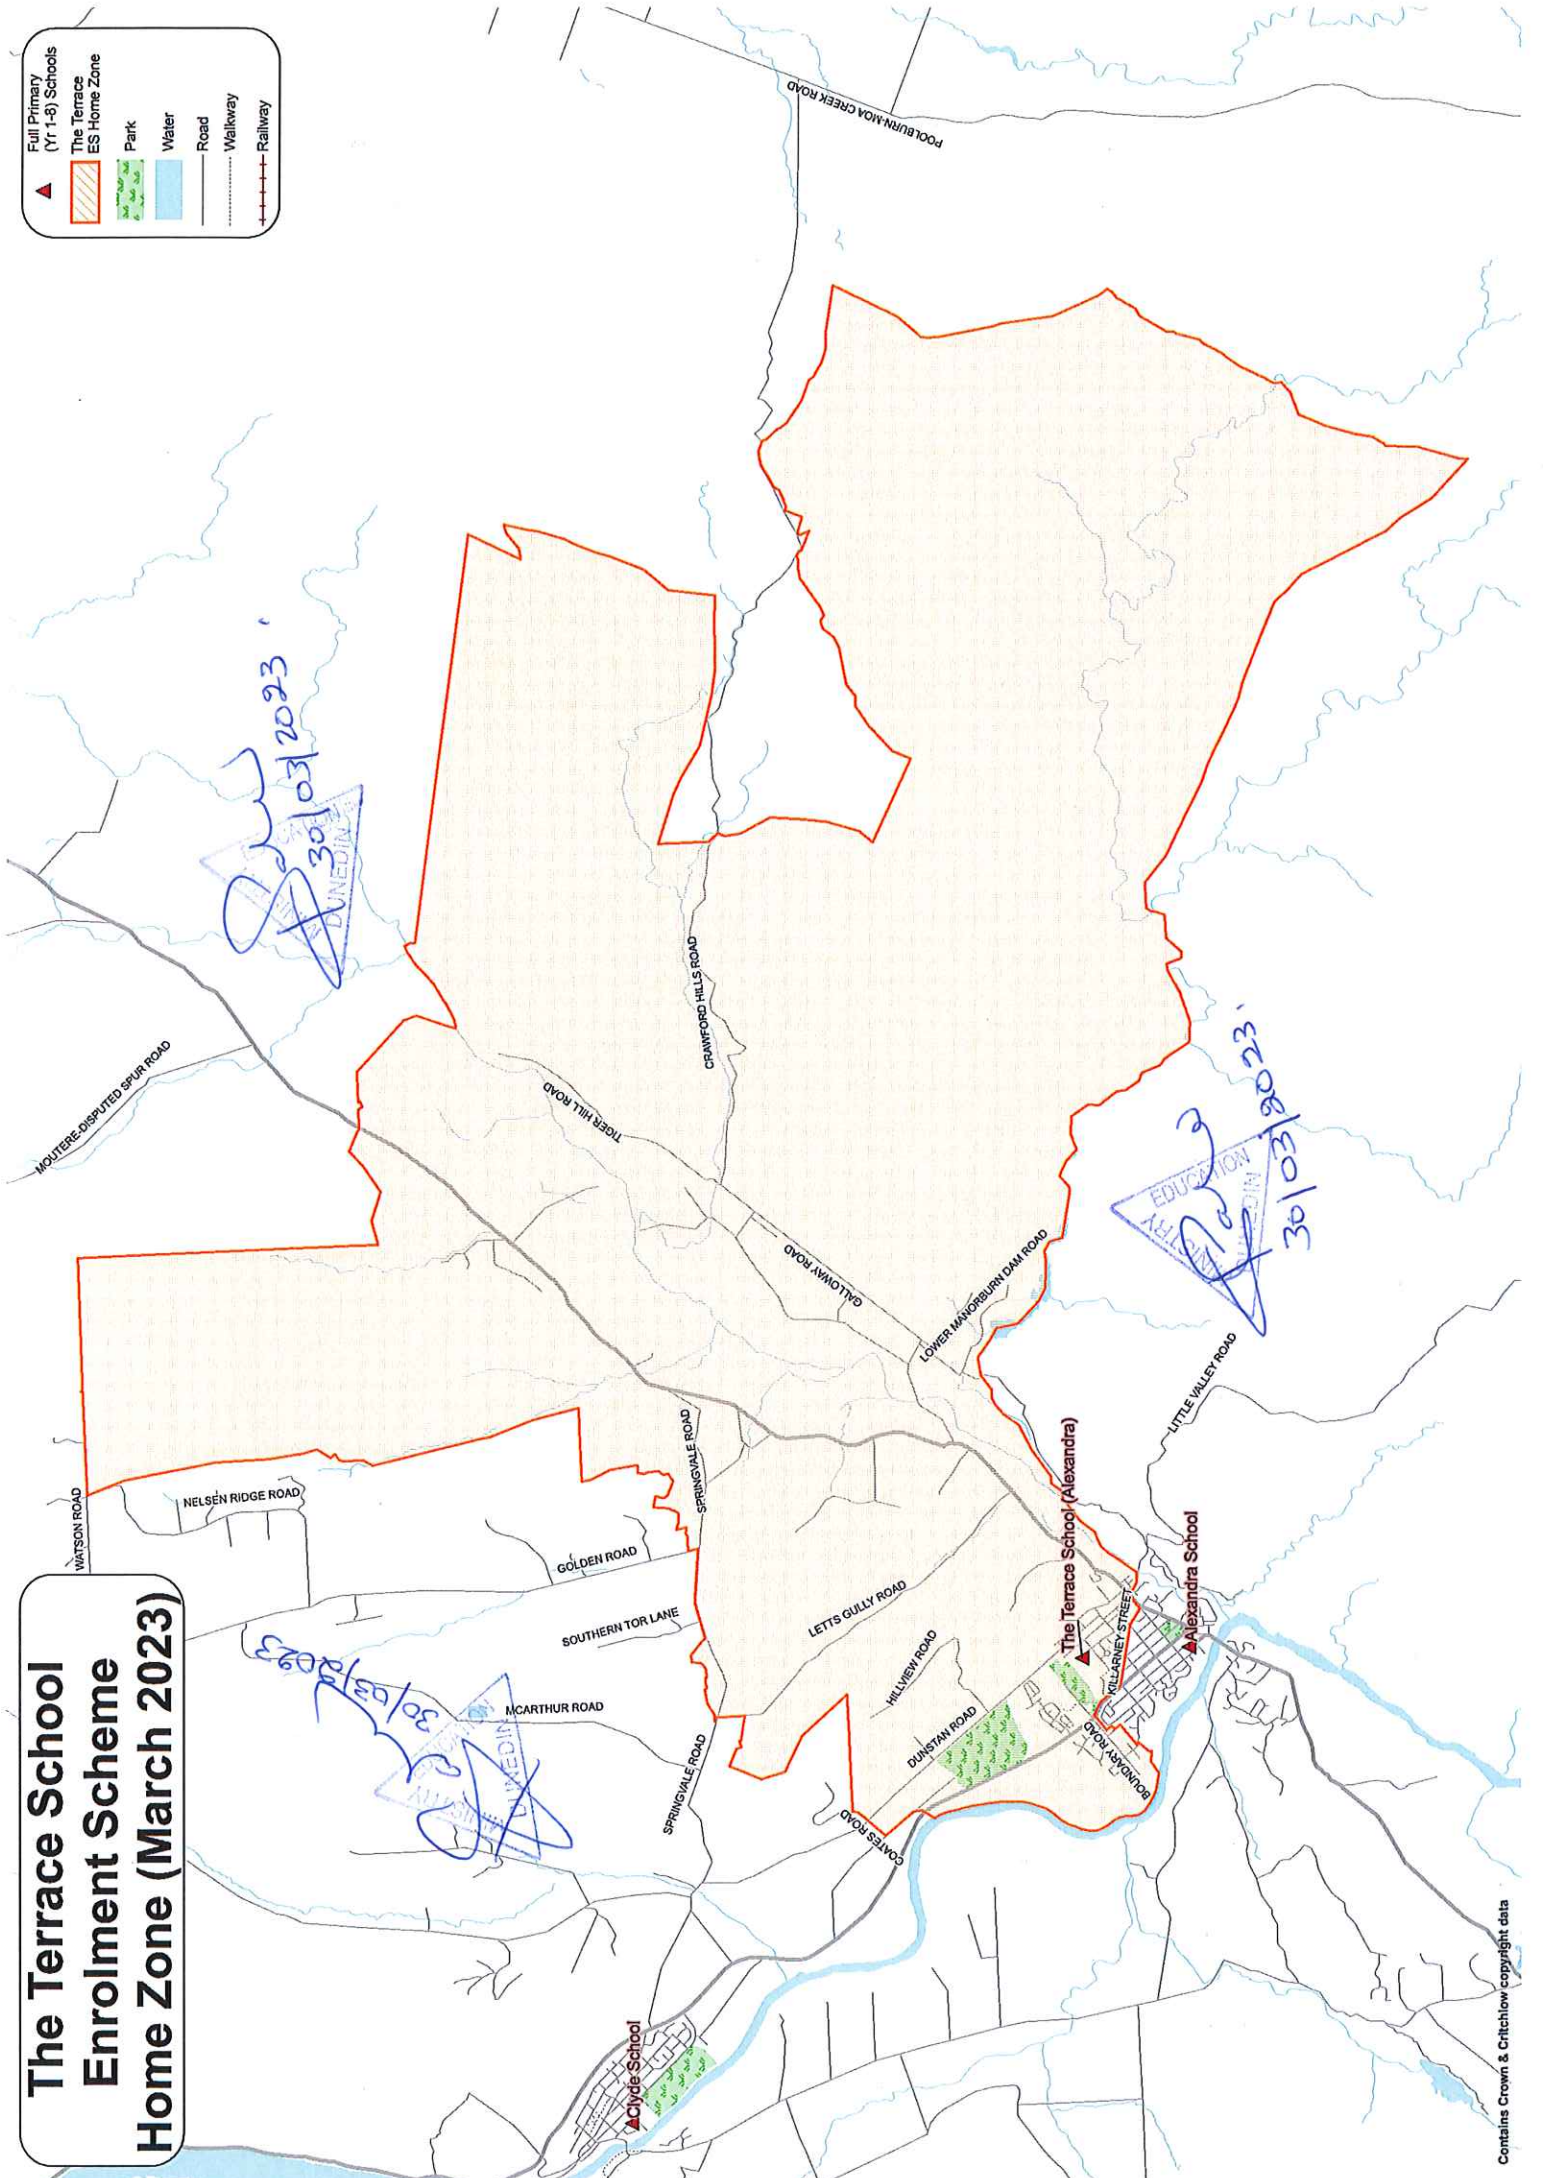 The Terrace School
Enrolment Scheme
Home Zone (March 2023)
Full Primary
(Yr 1-8) Schools
The Terrace
ES Home Zone
Park
Water
Road
Walkway
Railway
WATSON ROAD
NELSEN RIDGE ROAD
MOUTERE-DISPUTED SPUR ROAD
30/03/2023
DUNEDIN
POOLBURN-MOA CREEK ROAD
30/03/2023
MINISTRY
DUNEDIN
MCARTHUR ROAD
SOUTHERN TOR LANE
GOLDEN ROAD
TIGER HILL ROAD
SPRINGVALE ROAD
SPRINGVALE ROAD
CRAWFORD HILLS ROAD
LETTS GULLY ROAD
GALLOWAY ROAD
HILLVIEW ROAD
DUNSTAN ROAD
COATES ROAD
LOWER MANORBURN DAM ROAD
The Terrace School (Alexandra)
KILLARNEY STREET
BOUNDARY ROAD
Alexandra School
LITTLE VALLEY ROAD
MINISTRY
EDUCATION
DUNEDIN
30/03/2023
Clyde School
Contains Crown & Critchlow copyright data